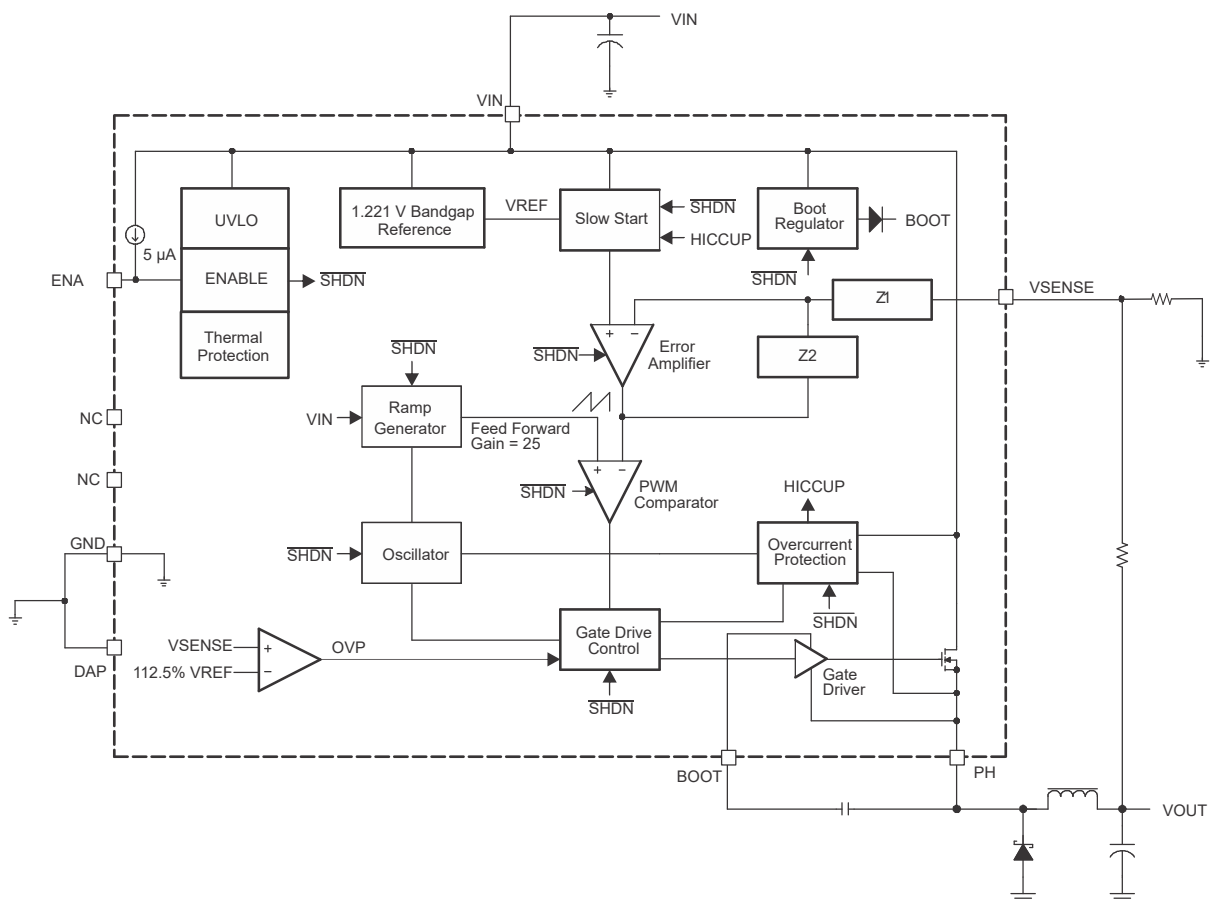 VIN
VIN
UVLO
1.221 V Bandgap
Reference
VREF
Slow Start
SHDN
HICCUP
Boot
Regulator
BOOT
SHDN
5 µA
ENA
ENABLE
SHDN
Z1
VSENSE
Thermal
Protection
SHDN
+
−
Error
Amplifier
Z2
SHDN
NC
VIN
Ramp
Generator
Feed Forward
Gain = 25
NC
+
−
SHDN
PWM
Comparator
HICCUP
GND
SHDN
Oscillator
Overcurrent
Protection
SHDN
DAP
VSENSE
+
112.5% VREF
−
OVP
Gate Drive
Control
SHDN
Gate
Driver
BOOT
PH
VOUT